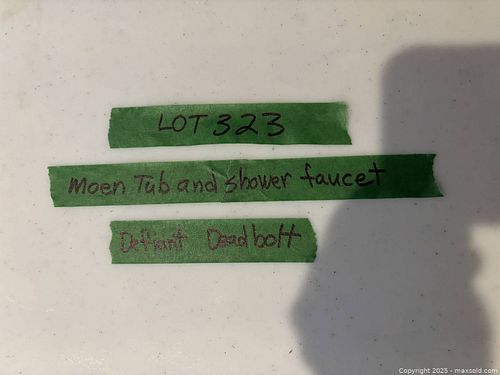 LOT 323
Moen Tub and shower faucet
Defiant Deadbolt
Copyright 2025 - maxsold.com